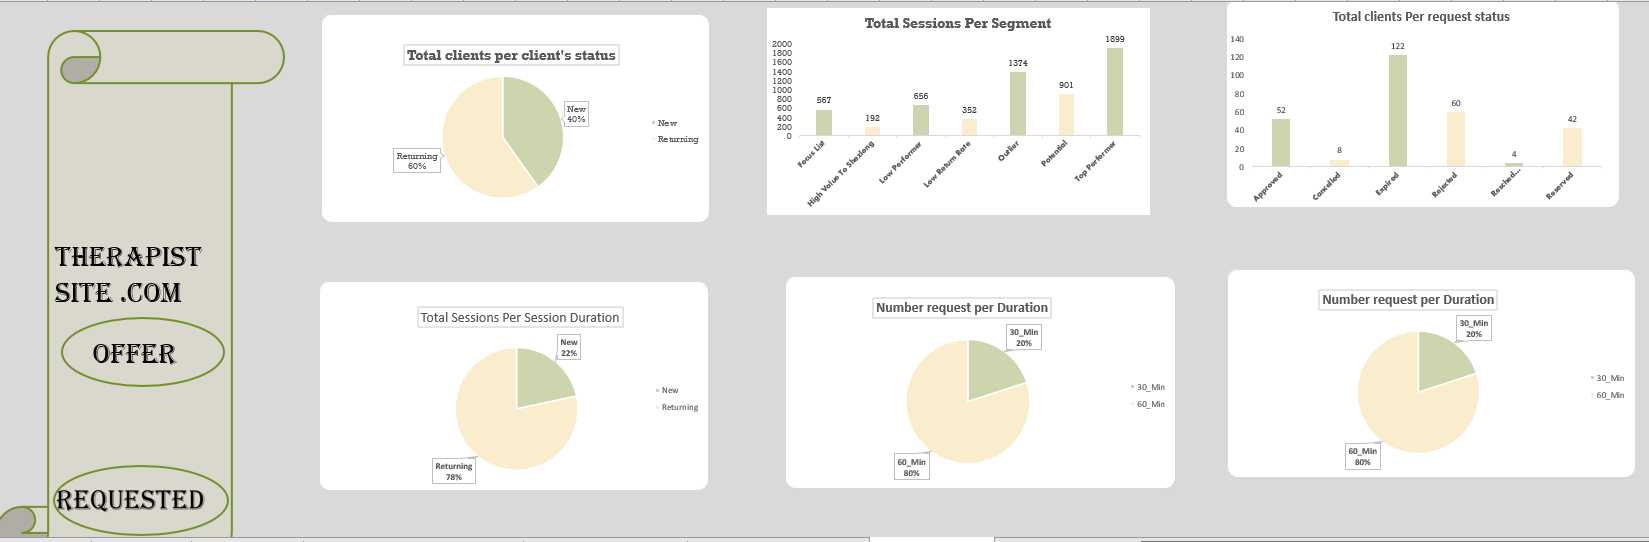 THERAPIST
SITE .COM
OFFER
REQUESTED
Total clients per client's status
New
40%
Returning
60%
New
Returning
Total Sessions Per Segment
2000
1800
1600
1400
1200
1000
800
600
400
200
0
567
192
656
352
1374
901
1899
Focus List
High Value To Shezlong
Low Performer
Low Return Rate
Outlier
Potential
Top Performer
Total clients Per request status
140
120
100
80
60
40
20
0
52
8
122
60
4
42
Approved
Cancelled
Expired
Rejected
Resched...
Reserved
Total Sessions Per Session Duration
New
22%
Returning
78%
New
Returning
Number request per Duration
30_Min
20%
60_Min
80%
30_Min
60_Min
Number request per Duration
30_Min
20%
60_Min
80%
30_Min
60_Min